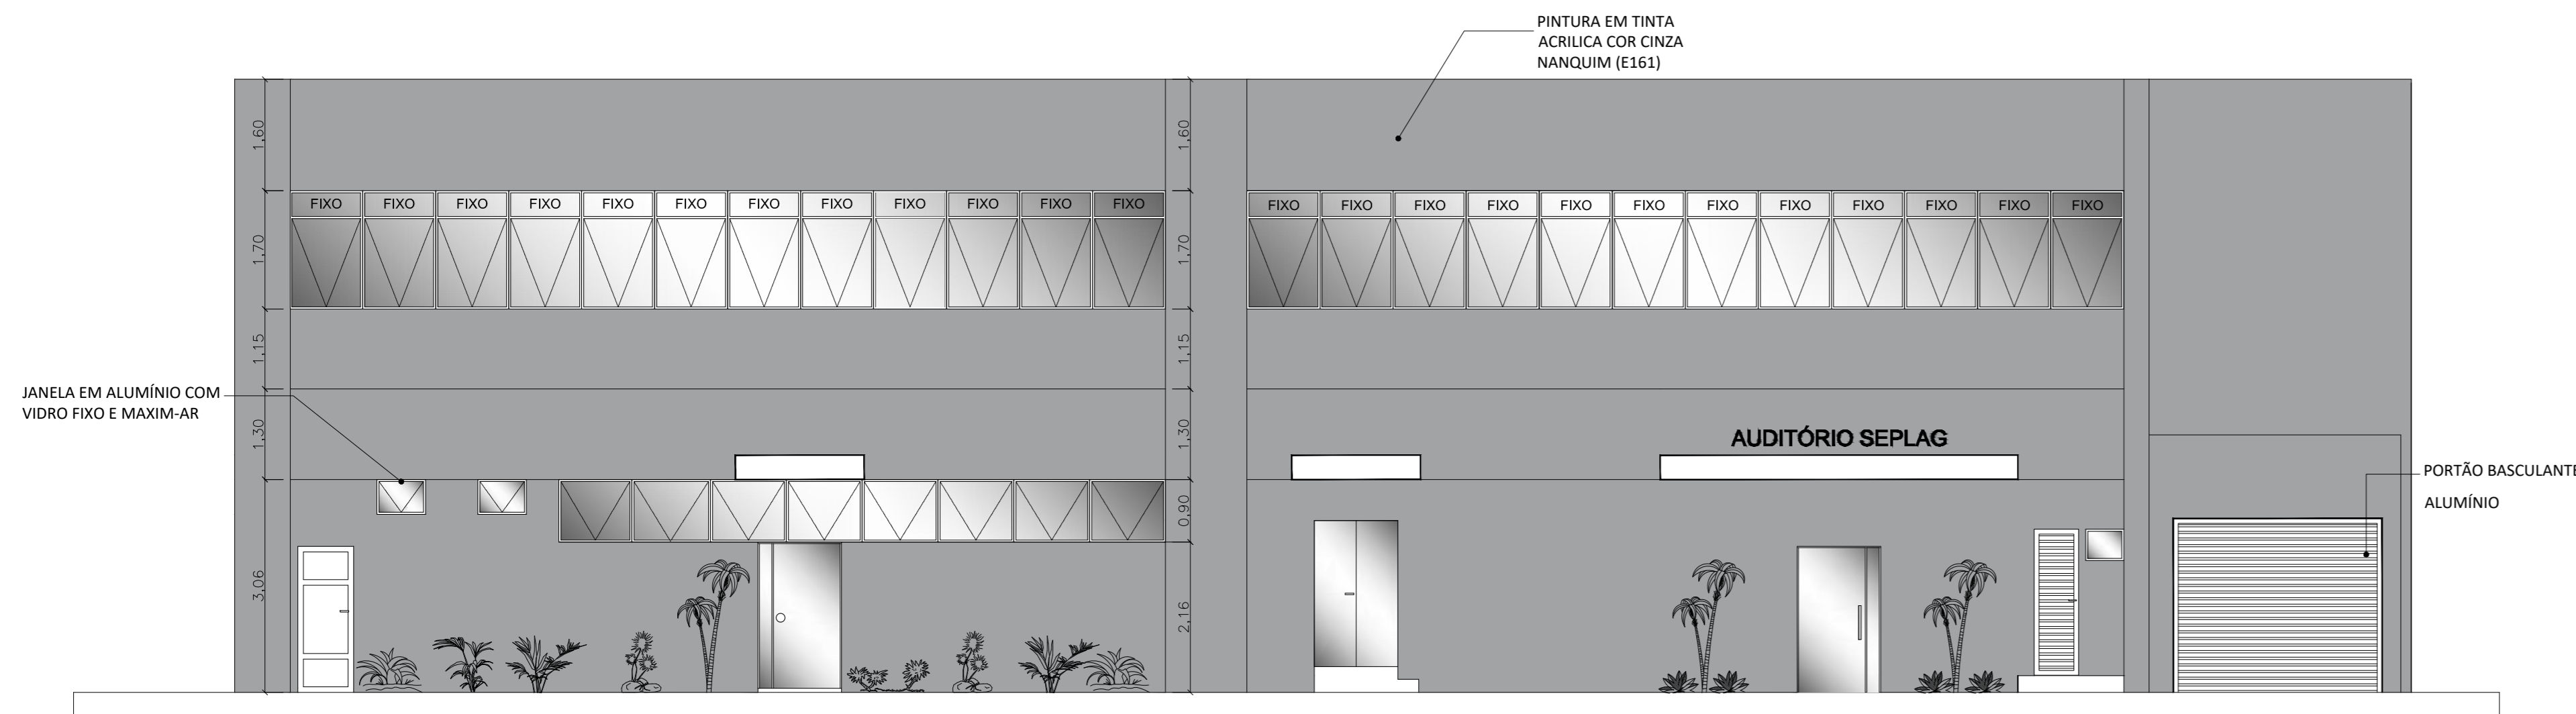 PINTURA EM TINTA
ACRILICA COR CINZA
NANQUIM (E161)
1,60
1,60
FIXO FIXO FIXO FIXO FIXO FIXO FIXO FIXO FIXO FIXO FIXO FIXO
FIXO FIXO FIXO FIXO FIXO FIXO FIXO FIXO FIXO FIXO FIXO FIXO
1,70
1,70
1,15
1,15
JANELA EM ALUMÍNIO COM
VIDRO FIXO E MAXIM-AR
1,30
1,30
AUDITÓRIO SEPLAG
PORTÃO BASCULANTE
ALUMÍNIO
0,90
3,06
2,16